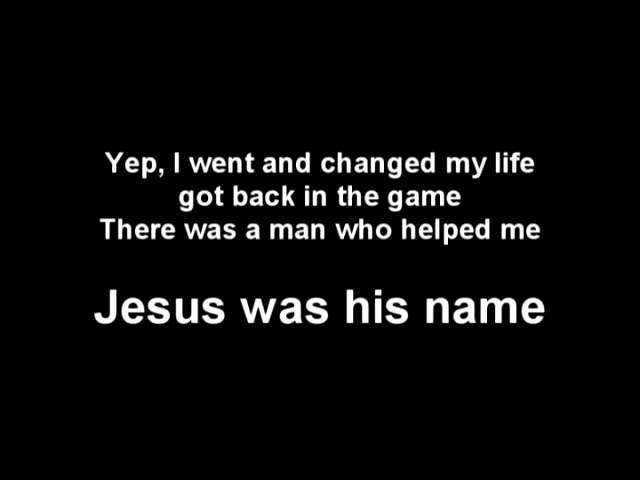 Yep, I went and changed my life
got back in the game
There was a man who helped me
Jesus was his name